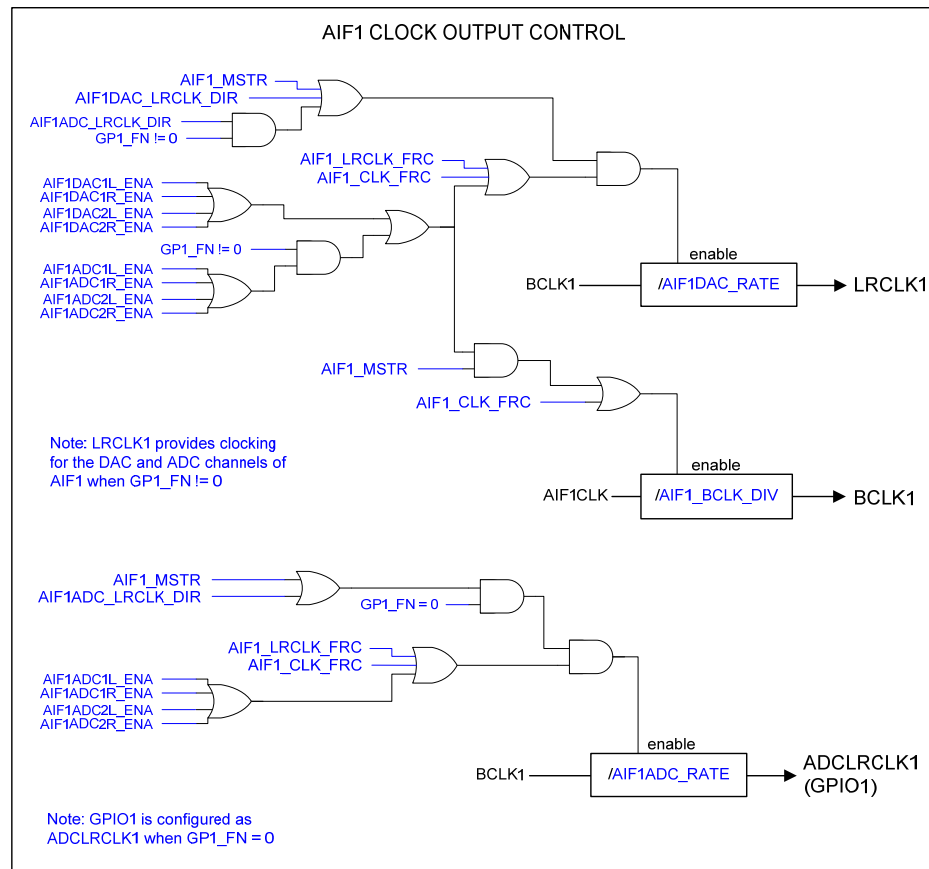 AIF1 CLOCK OUTPUT CONTROL
AIF1_MSTR
AIF1DAC_LRCLK_DIR
AIF1ADC_LRCLK_DIR
GP1_FN != 0
AIF1_LRCLK_FRC
AIF1_CLK_FRC
AIF1DAC1L_ENA
AIF1DAC1R_ENA
AIF1DAC2L_ENA
AIF1DAC2R_ENA
GP1_FN != 0
AIF1ADC1L_ENA
AIF1ADC1R_ENA
AIF1ADC2L_ENA
AIF1ADC2R_ENA
enable
BCLK1
/AIF1DAC_RATE
LRCLK1
AIF1_MSTR
AIF1_CLK_FRC
Note: LRCLK1 provides clocking
for the DAC and ADC channels of
AIF1 when GP1_FN != 0
enable
AIF1CLK
/AIF1_BCLK_DIV
BCLK1
AIF1_MSTR
AIF1ADC_LRCLK_DIR
GP1_FN = 0
AIF1_LRCLK_FRC
AIF1_CLK_FRC
AIF1ADC1L_ENA
AIF1ADC1R_ENA
AIF1ADC2L_ENA
AIF1ADC2R_ENA
enable
BCLK1
/AIF1ADC_RATE
ADCLRCLK1
(GPIO1)
Note: GPIO1 is configured as
ADCLRCLK1 when GP1_FN = 0